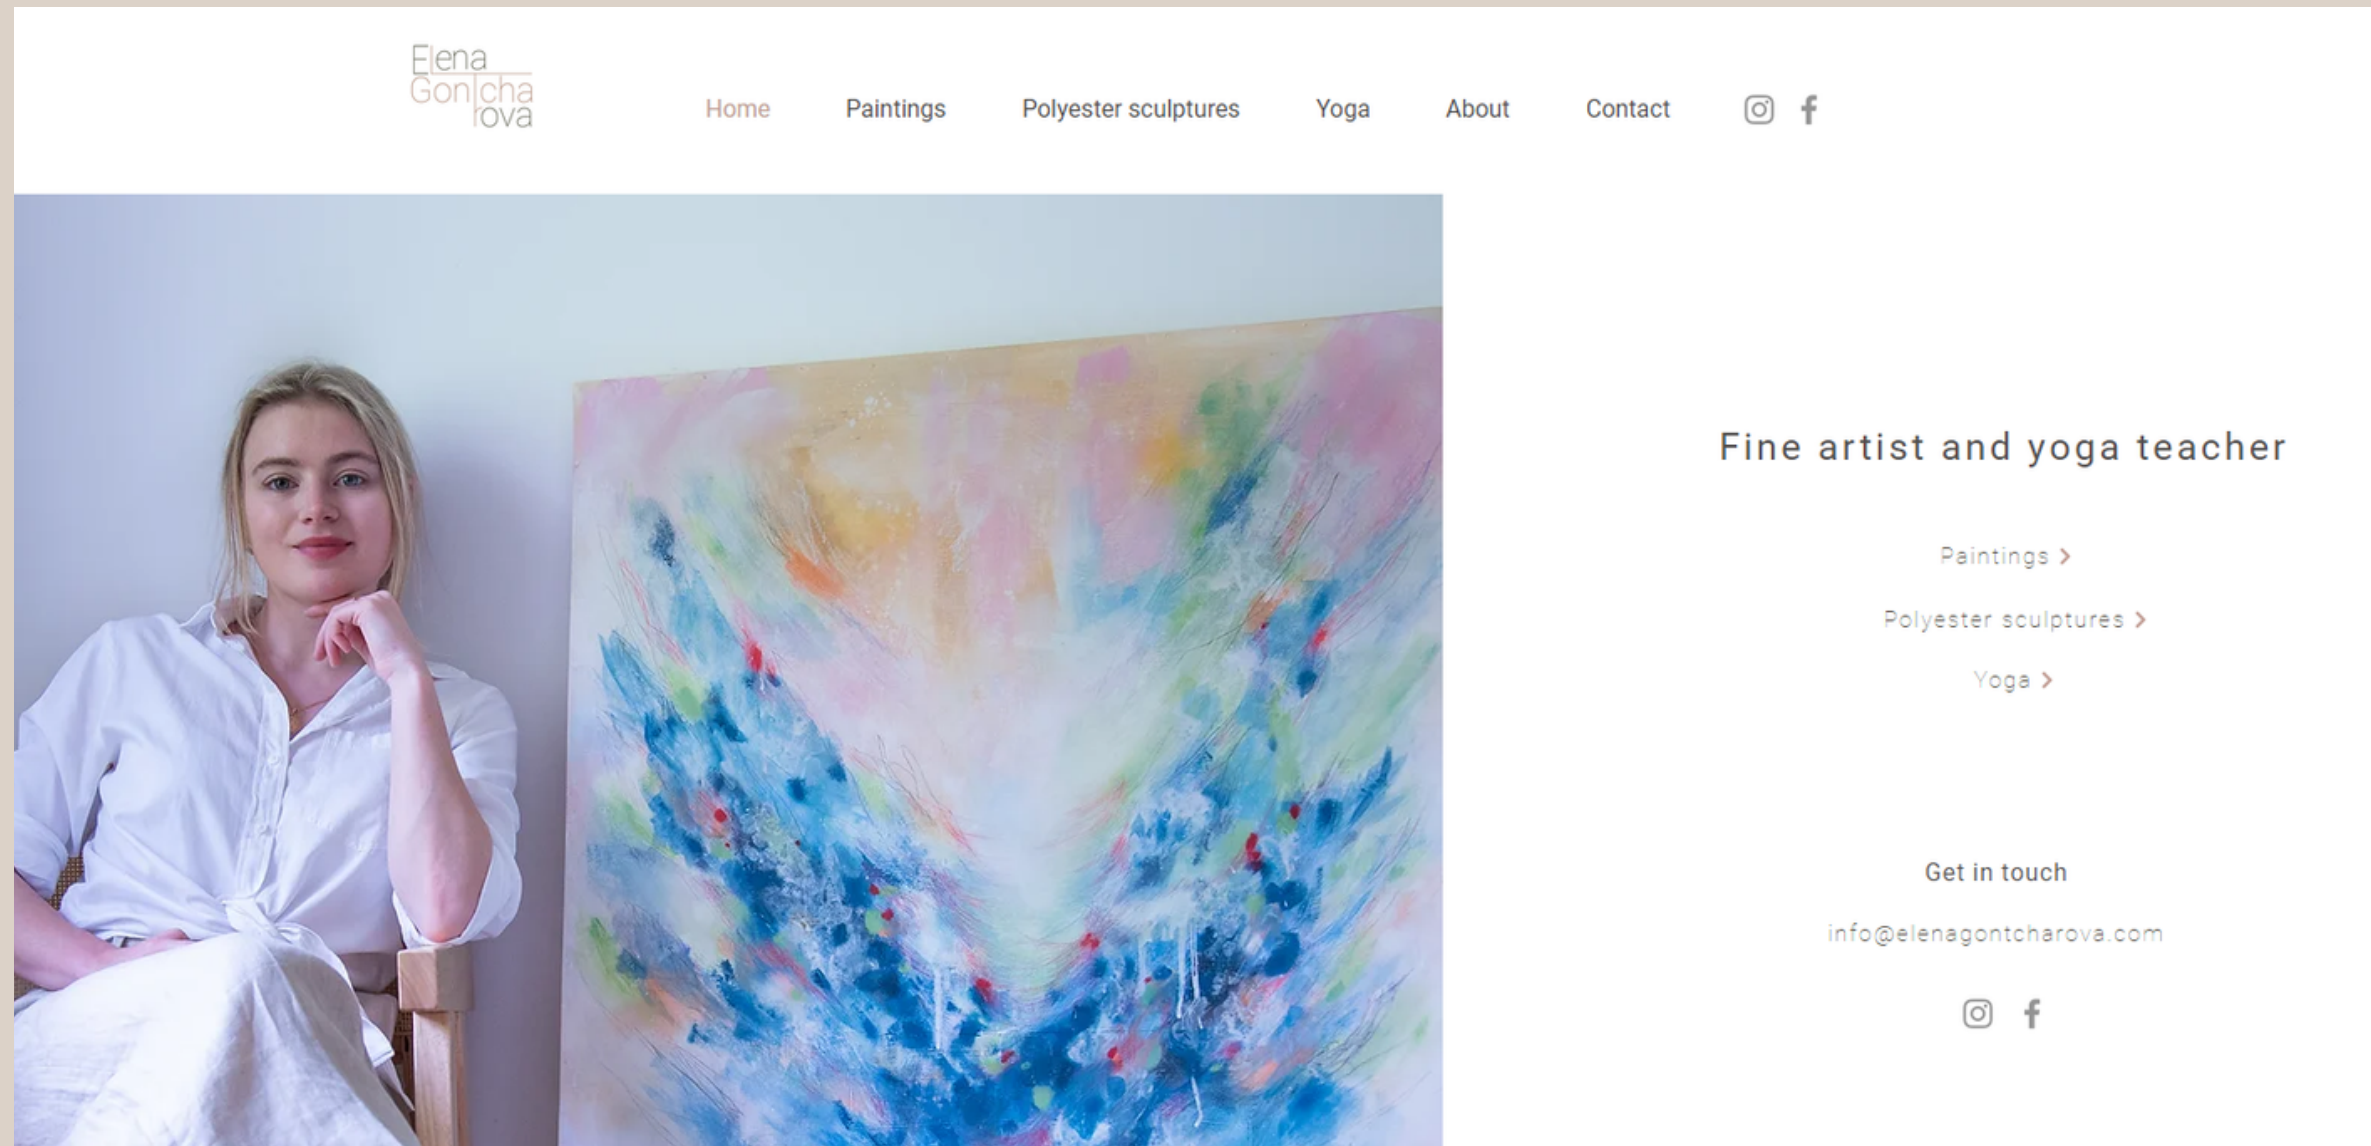 Elena
Gontcha
rova
Home Paintings Polyester sculptures Yoga About Contact
Fine artist and yoga teacher
Paintings
Polyester sculptures
Yoga
Get in touch
info@elenagontcharova.com